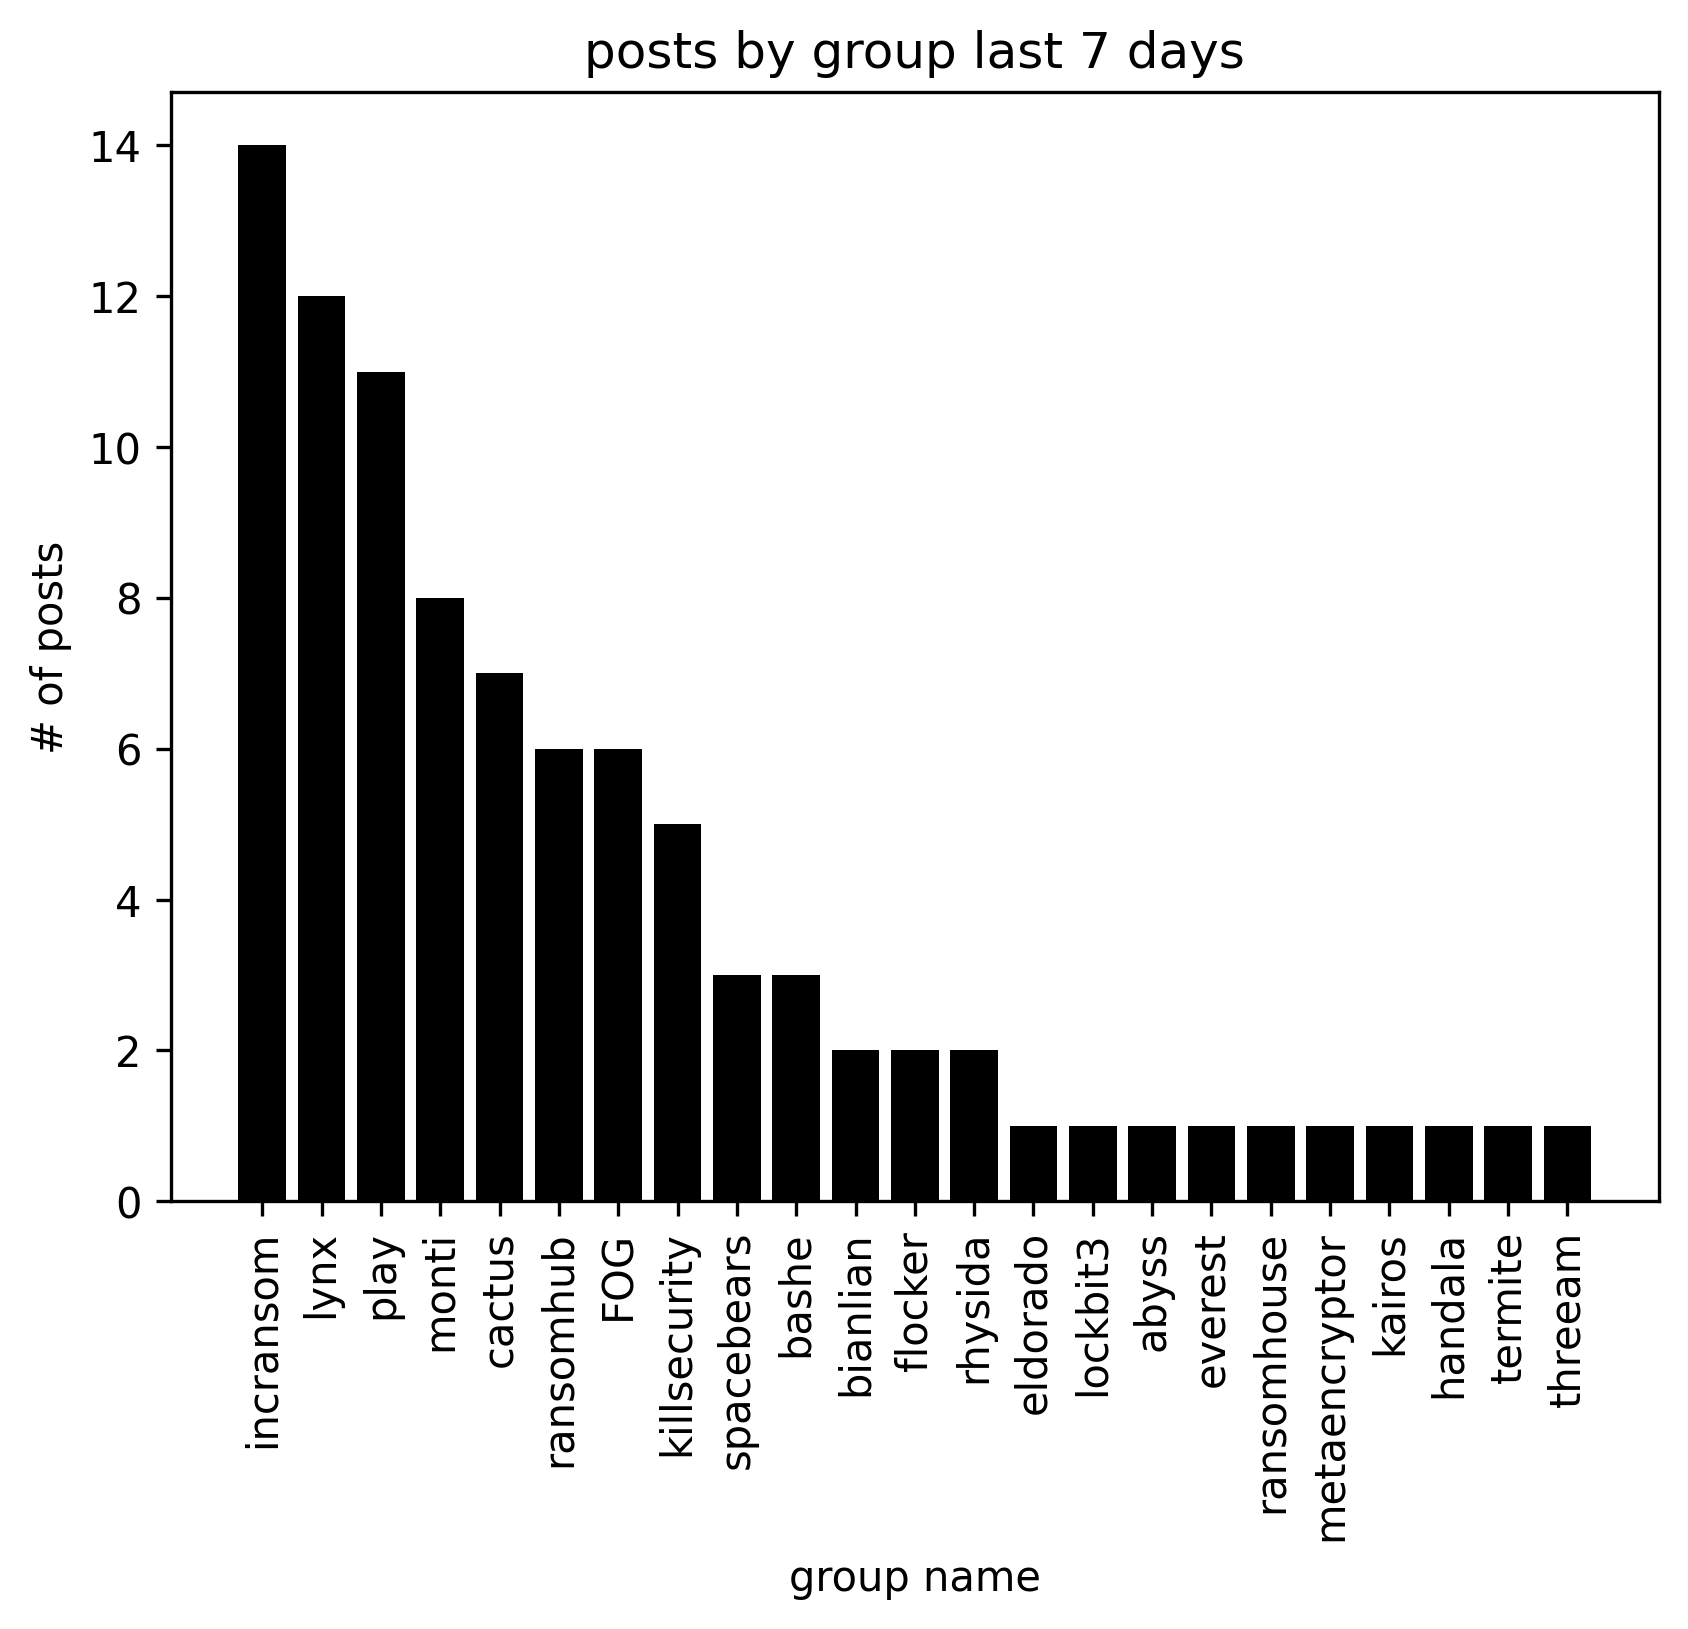 posts by group last 7 days
# of posts
14
12
10
8
6
4
2
0
incransom
lynx
play
monti
cactus
ransomhub
FOG
killsecurity
spacebears
bashe
bianlian
flocker
rhysida
eldorado
lockbit3
abyss
everest
ransomhouse
metaencryptor
kairos
handala
termite
threeam
group name